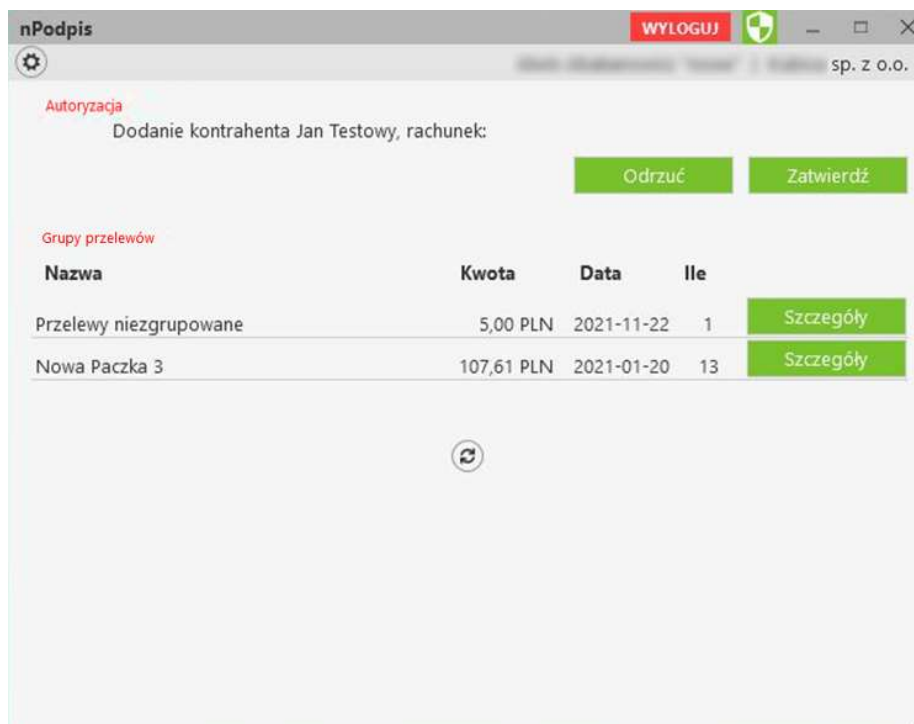 nPodpis WYLOGUJ
sp. z o.o.
Autoryzacja
Dodanie kontrahenta Jan Testowy, rachunek:
Odrzuć Zatwierdź
Grupy przelewów
Nazwa Kwota Data Ile
Przelewy niezgrupowane 5,00 PLN 2021-11-22 1 Szczegóły
Nowa Paczka 3 107,61 PLN 2021-01-20 13 Szczegóły